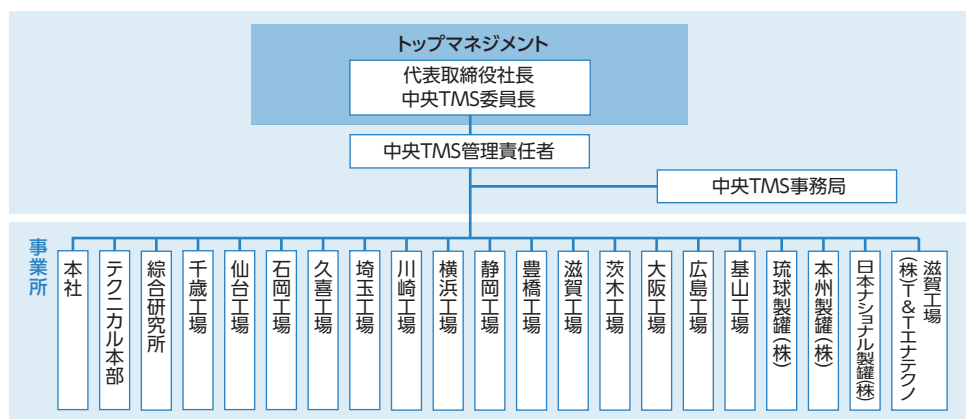 トップマネジメント
代表取締役社長
中央TMS委員長
中央TMS管理責任者
中央TMS事務局
事業所
本社
テクニカル本部
綜合研究所
千歳工場
仙台工場
石岡工場
久喜工場
埼玉工場
川崎工場
横浜工場
静岡工場
豊橋工場
滋賀工場
茨木工場
大阪工場
広島工場
基山工場
琉球製罐(株)
本州製罐(株)
日本ナショナル製罐(株)
(株)T&Tエナテクノ
滋賀工場